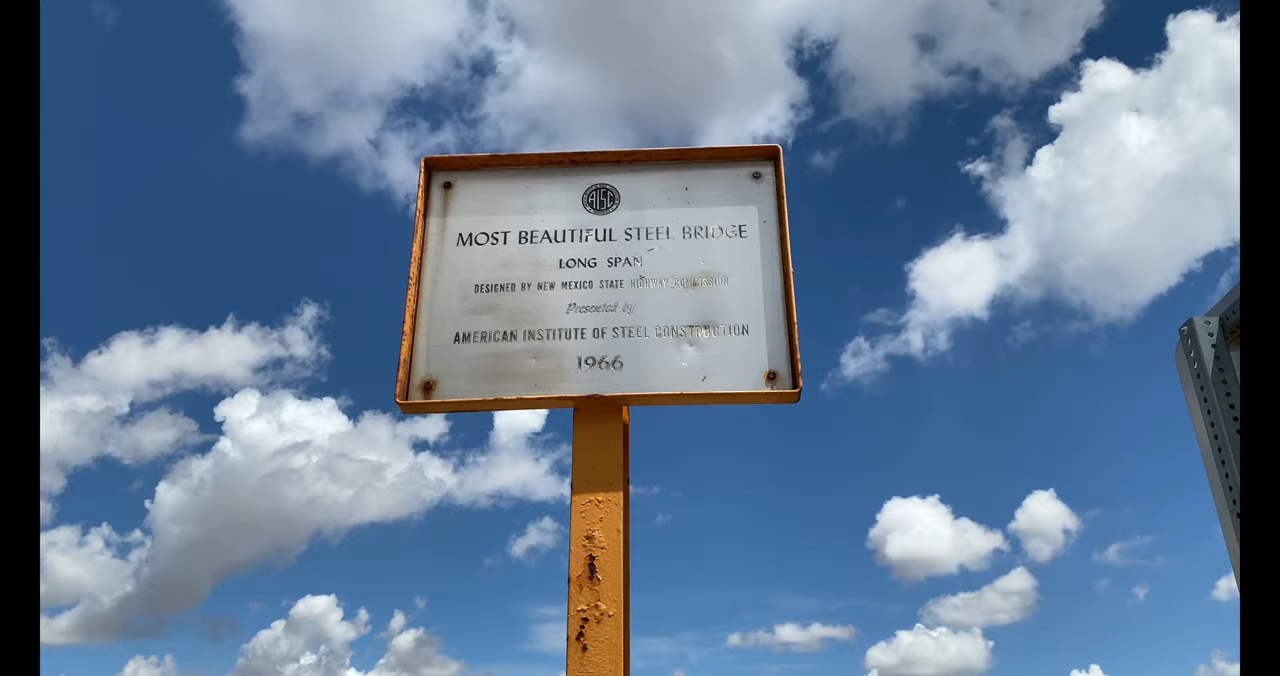 AISC
MOST BEAUTIFUL STEEL BRIDGE
LONG SPAN
DESIGNED BY NEW MEXICO STATE HIGHWAY COMMISSION
Presented by
AMERICAN INSTITUTE OF STEEL CONSTRUCTION
1966